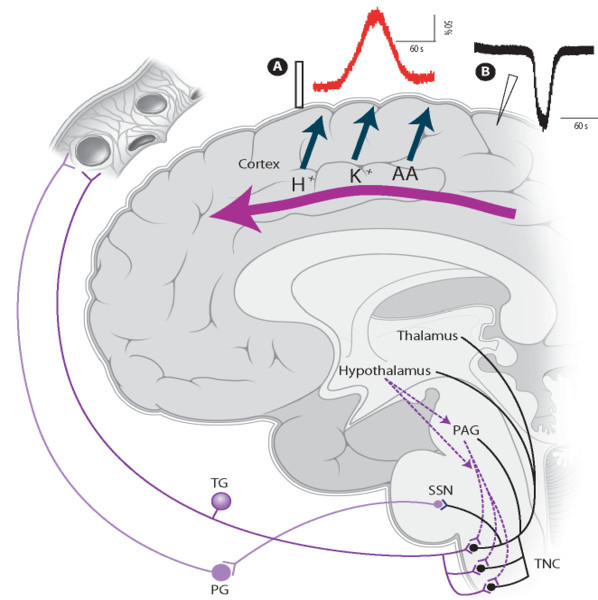 50 %
60 s
A
B
60 s
Cortex
H+
K+
AA
Thalamus
Hypothalamus
PAG
TG
SSN
TNC
PG